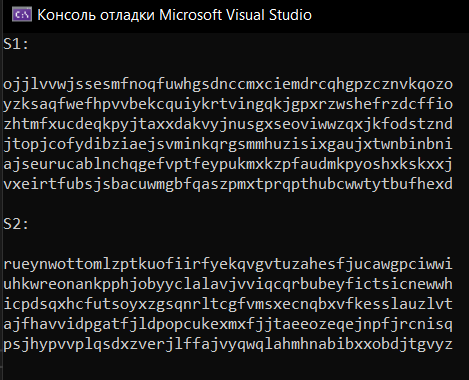 Консоль отладки Microsoft Visual Studio
S1:
ojjlvvwjssesmfnoqfuwhgsdnccmxciemdrcqhgpzcznvkqozo
yzksaqfwefhpvvbekcquiykrtvingqkjgpxrzwshefrzdcffio
zhtmfxucdeqkpyjtaxxdakvyjnusgxseoviwwzqxjkfodstznd
jtopjcofydibziaejsvminkqrgsmmhuzisixgaujxtwnbinbni
ajseurucablnchqgefvptfeypukmxkzpfaudmkpyoshxkskxxj
vxeirtfubsjsbacuwmgbfqaszpmxtprqpthubcwwtytbufhexd
S2:
rueynwottomlzptkuofiirfyekqvgvtuzahesfjucawgpciwwi
uhkwreonankpphjobyyclalavjvviqcqrbubeyfictsicnewwh
icpdsqxhcfutsoyxzgsqnrltcgfvmsxecnqbxvfkesslauzlvt
ajfhavvidpgatfjldpopcukexmxfjjtaeeozeqejnpfjrcnisq
psjhypvvplqsdxzverjlffajvyqwqlahmhnabibxxobdjtgvyz